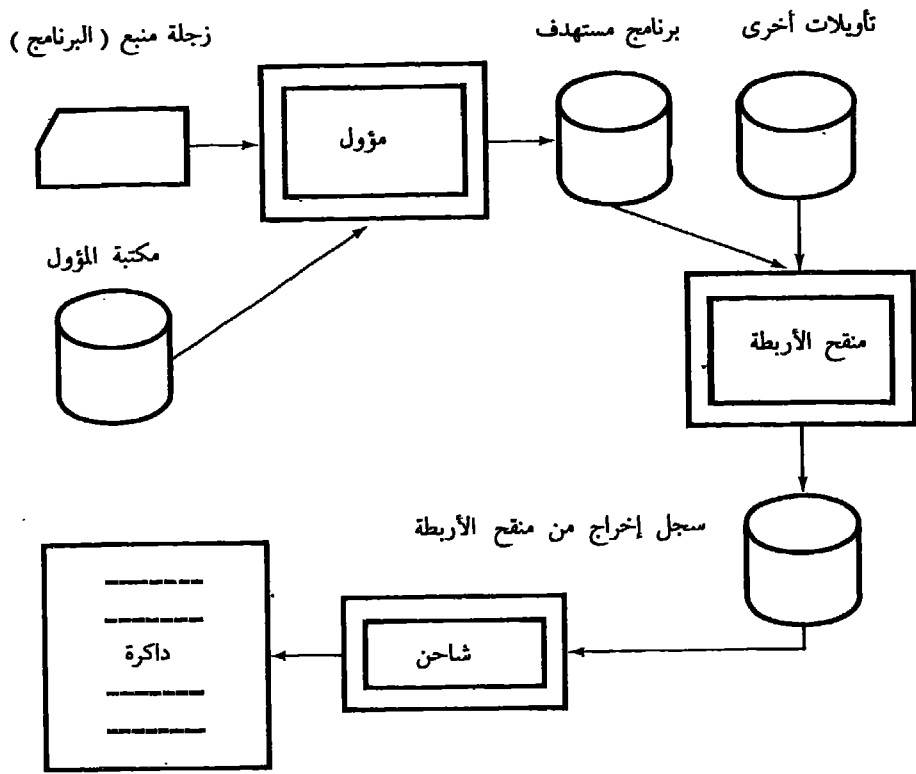 تأويلات أخرى
برنامج مستهدف
زجلة منبع ( البرنامج )
مؤول
مكتبة المؤول
منقح الأربطة
سجل إخراج من منقح الأربطة
شاحن
داكرة